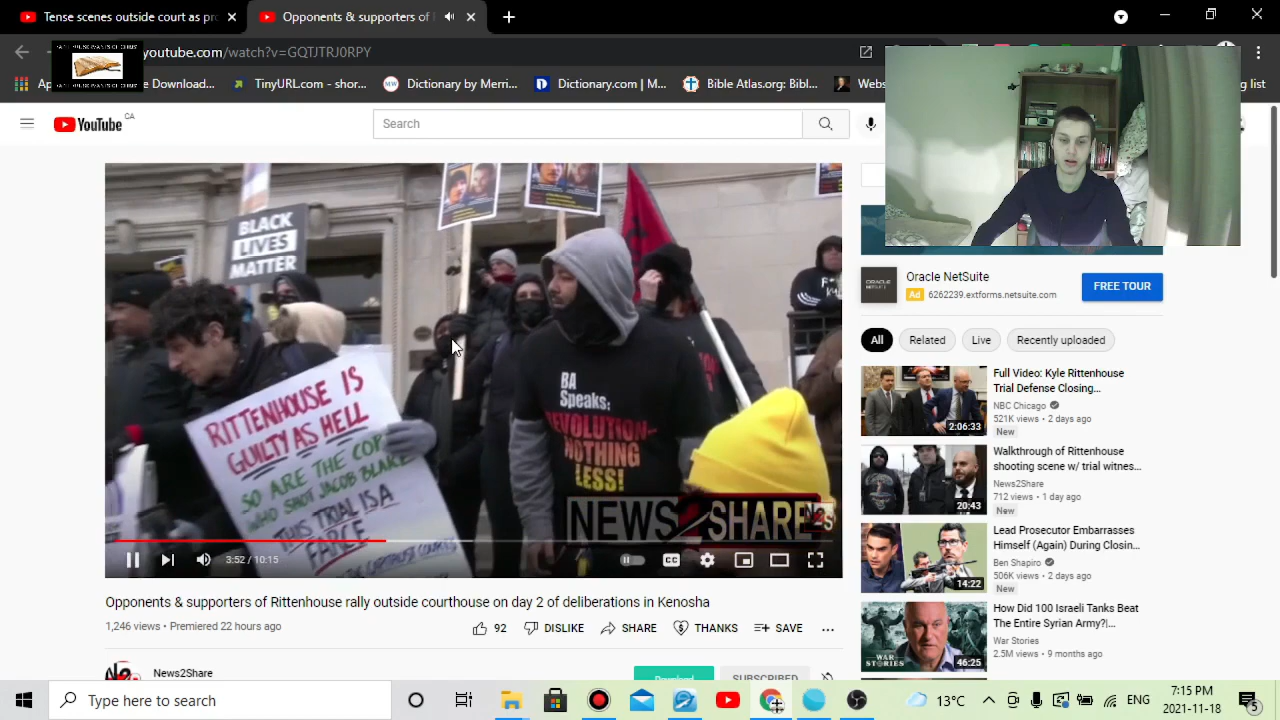 Tense scenes outside court as pr
Opponents & supporters of
youtube.com/watch?v=GQTJTRJ0RPY
Ap
e Download...
TinyURL.com - shor...
Dictionary by Merri...
Dictionary.com | M...
Bible Atlas.org: Bibl...
list
YouTube CA
Search
BLACK
LIVES
MATTER
RITTENHOUSE IS
GUILTY AS HELL
SO ARE THE COP
BA
Speaks:
REVOLUTION-
NOTHING
LESS!
NEWS2SHARE
3:52 / 10:15
CC
Opponents & supporters of Rittenhouse rally outside courthouse on day 2 of deliberations in Kenosha
1,246 views • Premiered 22 hours ago
92 DISLIKE SHARE THANKS SAVE
News2Share
Download
SUBSCRIBED
ORACLE
NETSUITE
Oracle NetSuite
Ad 6262239.extforms.netsuite.com
FREE TOUR
All Related Live Recently uploaded
Full Video: Kyle Rittenhouse
Trial Defense Closing...
NBC Chicago
521K views • 2 days ago
New
2:06:33
Walkthrough of Rittenhouse
shooting scene w/ trial witnes...
News2Share
712 views • 1 day ago
New
20:43
Lead Prosecutor Embarrasses
Himself (Again) During Closin...
Ben Shapiro
506K views • 2 days ago
New
14:22
How Did 100 Israeli Tanks Beat
The Entire Syrian Army?|...
War Stories
2.5M views • 9 months ago
WAR
STORIES
46:25
Type here to search
13°C
ENG
7:15 PM
2021-11-18
5